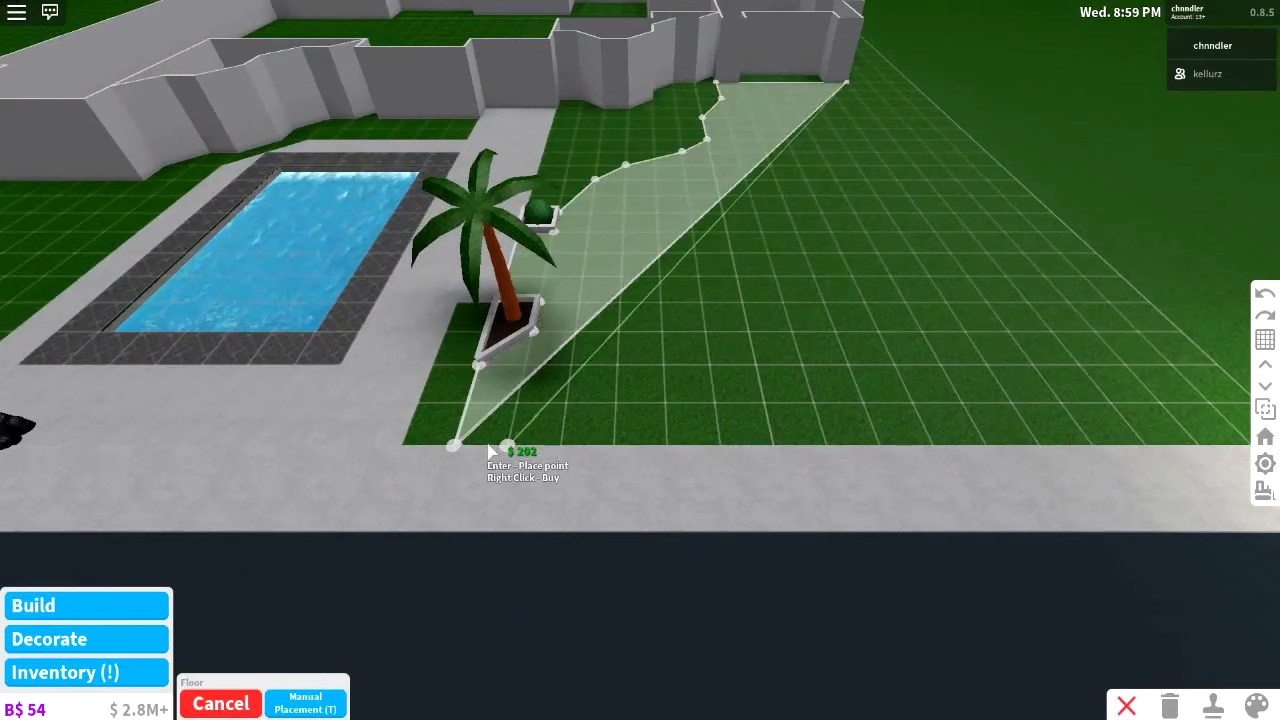 Wed. 8:59 PM
chnndler
Account: 13+
0.8.5
chnndler
kellurz
$ 202
Enter - Place point
Right Click - Buy
Build
Decorate
Inventory (!)
B$ 54
$ 2.8M+
Floor
Cancel
Manual
Placement (T)